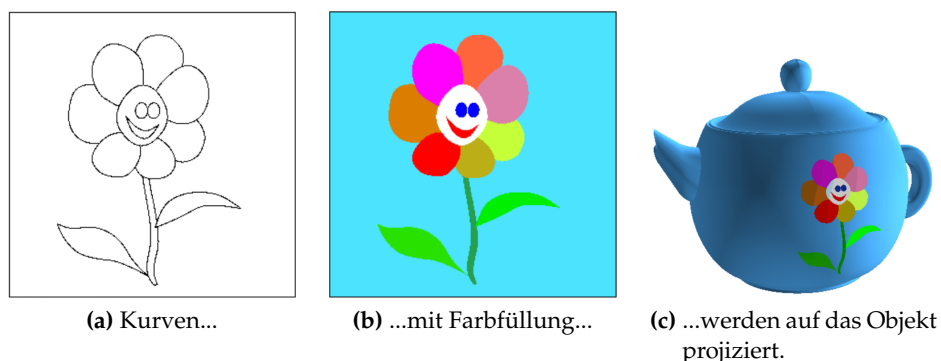 (a) Kurven...
(b) ...mit Farbfüllung...
(c) ...werden auf das Objekt
projiziert.